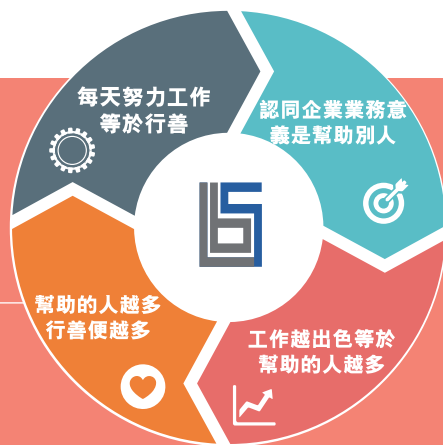 每天努力工作
等於行善
認同企業業務意
義是幫助別人
工作越出色等於
幫助的人越多
幫助的人越多
行善便越多